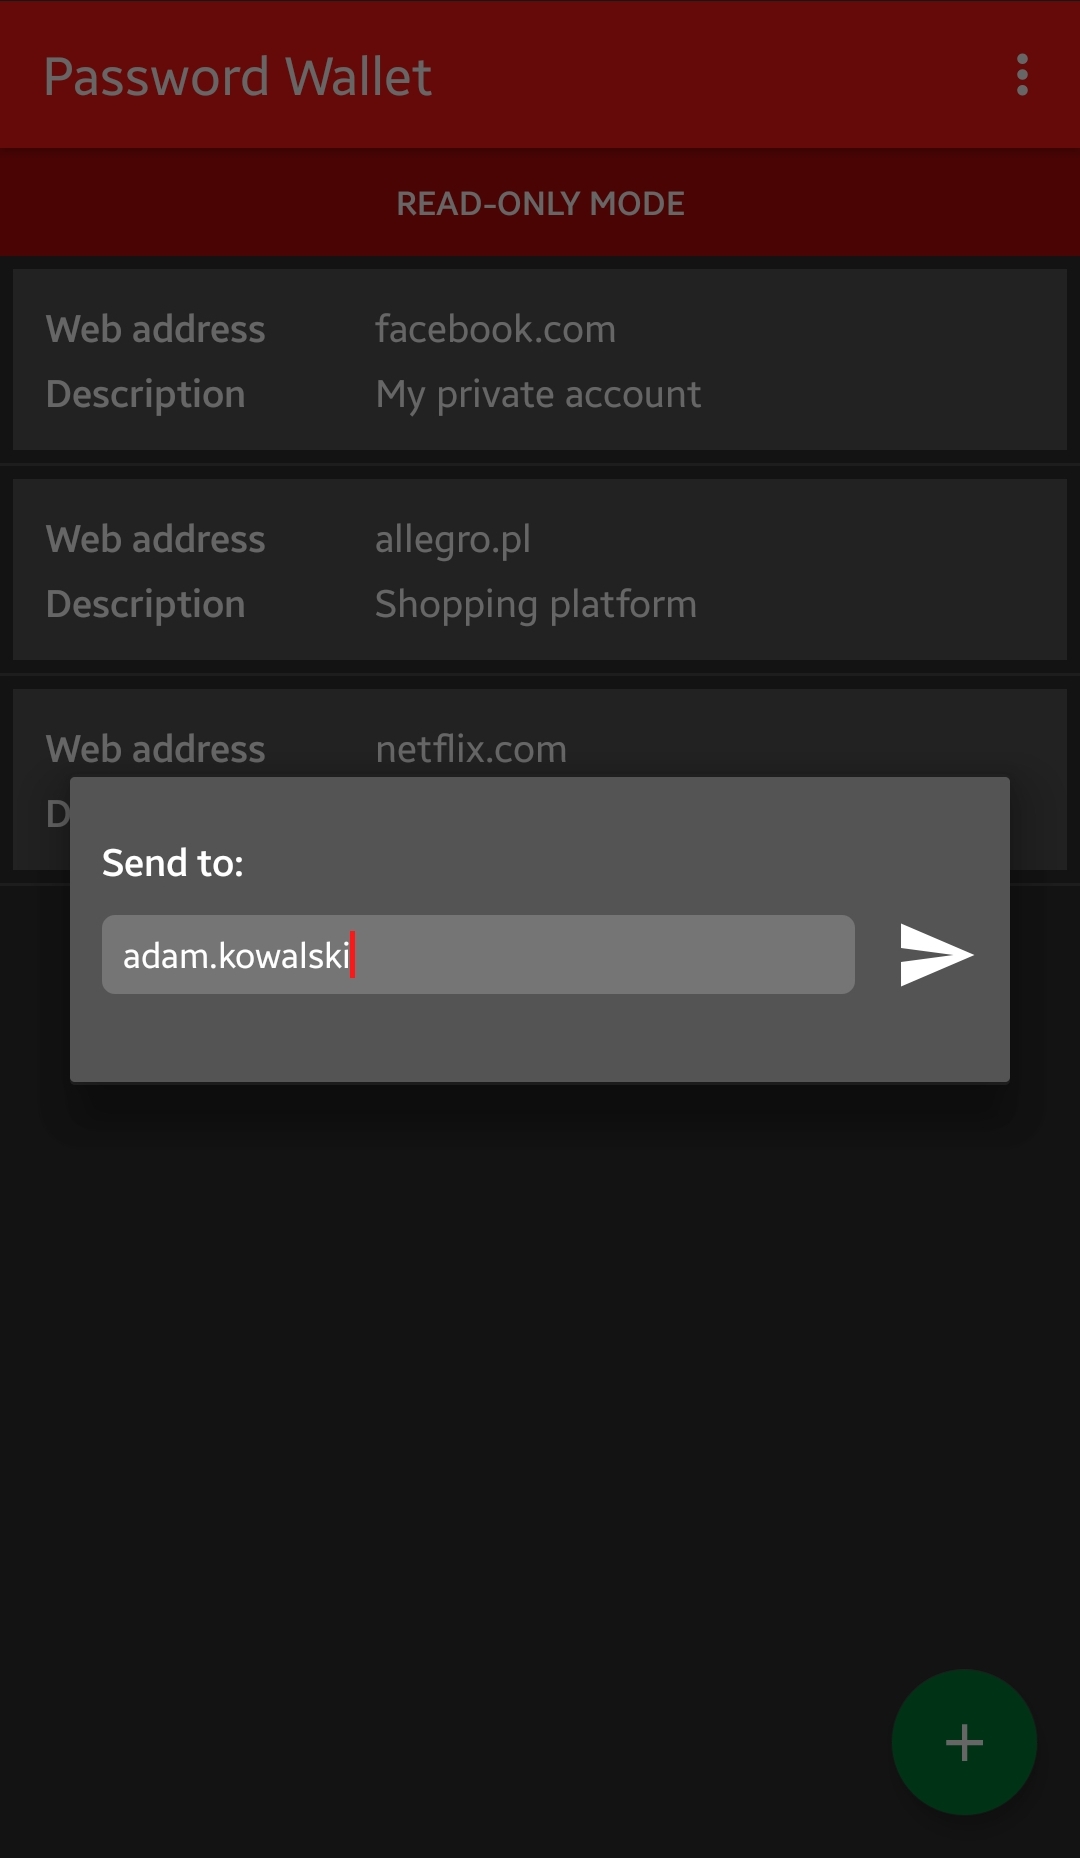 Password Wallet
READ-ONLY MODE
Web address facebook.com
Description My private account
Web address allegro.pl
Description Shopping platform
Web address netflix.com
Send to:
adam.kowalski